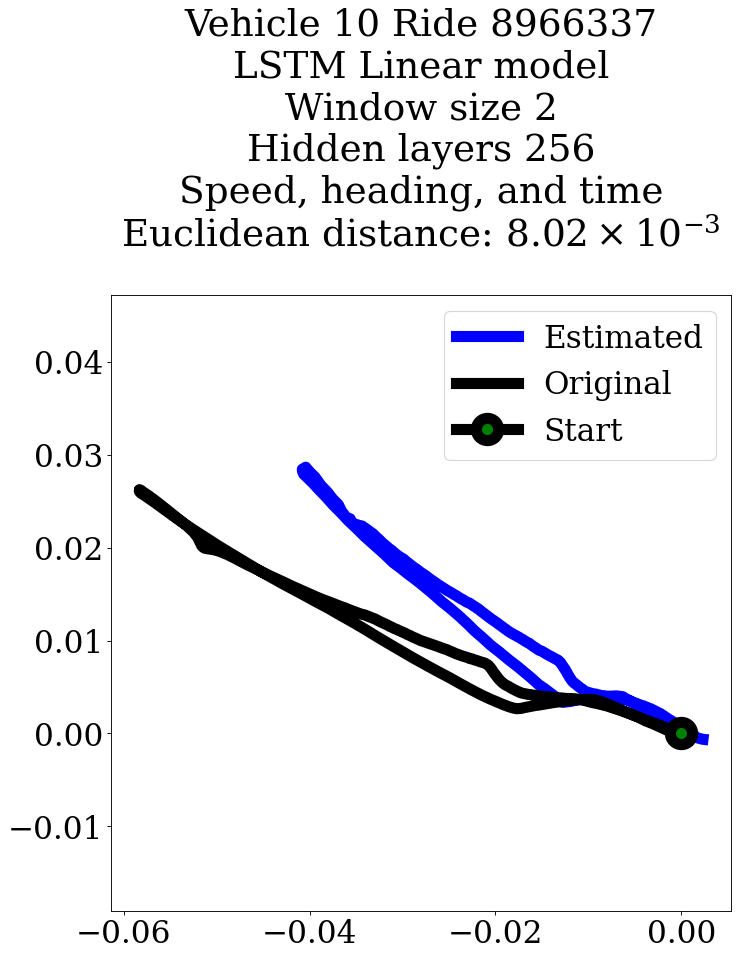 Vehicle 10 Ride 8966337
LSTM Linear model
Window size 2
Hidden layers 256
Speed, heading, and time
Euclidean distance: 8.02 × 10⁻³
Estimated
Original
Start
0.04
0.03
0.02
0.01
0.00
−0.01
−0.06 −0.04 −0.02 0.00